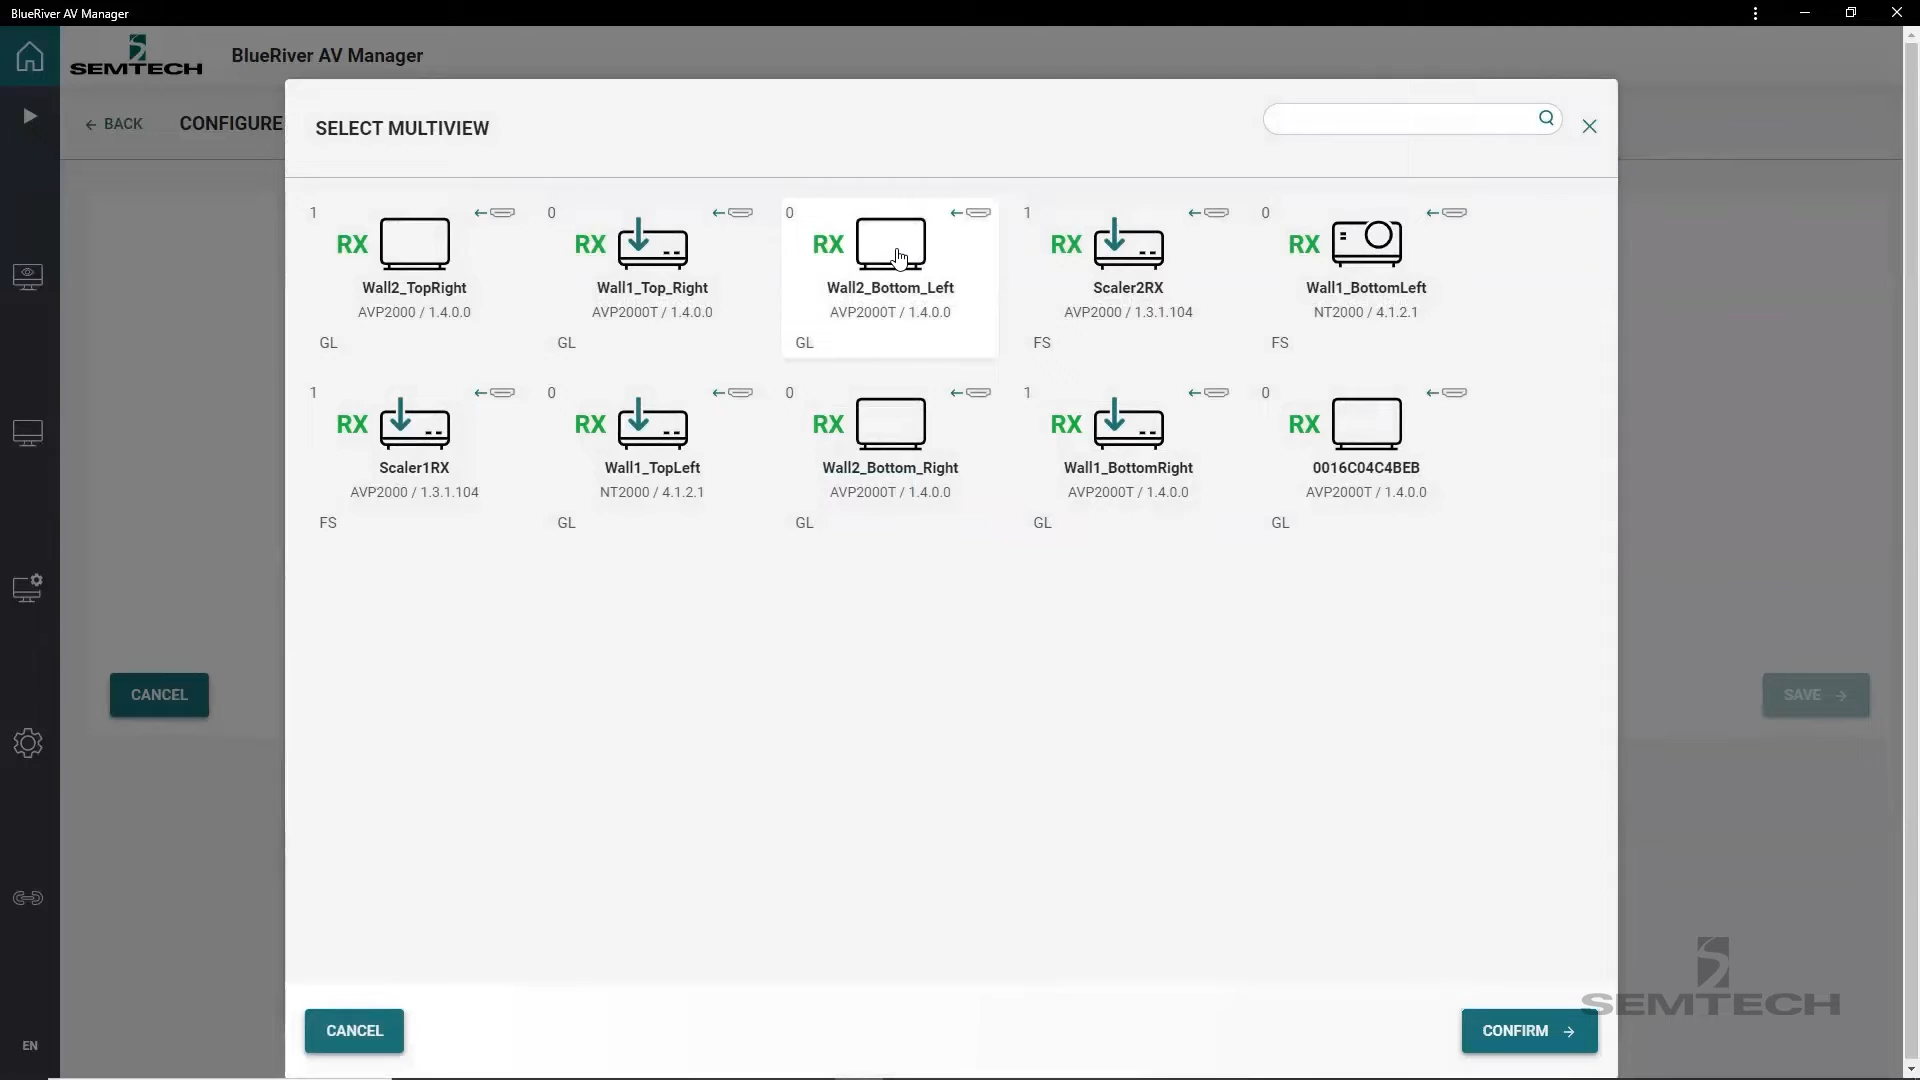 BlueRiver AV Manager
SEMTECH
BlueRiver AV Manager
← BACK
CONFIGURE
SELECT MULTIVIEW
1
RX
Wall2_TopRight
AVP2000 / 1.4.0.0
GL
0
RX
Wall1_Top_Right
AVP2000T / 1.4.0.0
GL
0
RX
Wall2_Bottom_Left
AVP2000T / 1.4.0.0
GL
1
RX
Scaler2RX
AVP2000 / 1.3.1.104
FS
0
RX
Wall1_BottomLeft
NT2000 / 4.1.2.1
FS
1
RX
Scaler1RX
AVP2000 / 1.3.1.104
FS
0
RX
Wall1_TopLeft
NT2000 / 4.1.2.1
GL
0
RX
Wall2_Bottom_Right
AVP2000T / 1.4.0.0
GL
1
RX
Wall1_BottomRight
AVP2000T / 1.4.0.0
GL
0
RX
0016C04C4BEB
AVP2000T / 1.4.0.0
GL
CANCEL
SAVE →
CANCEL
CONFIRM →
SEMTECH
EN